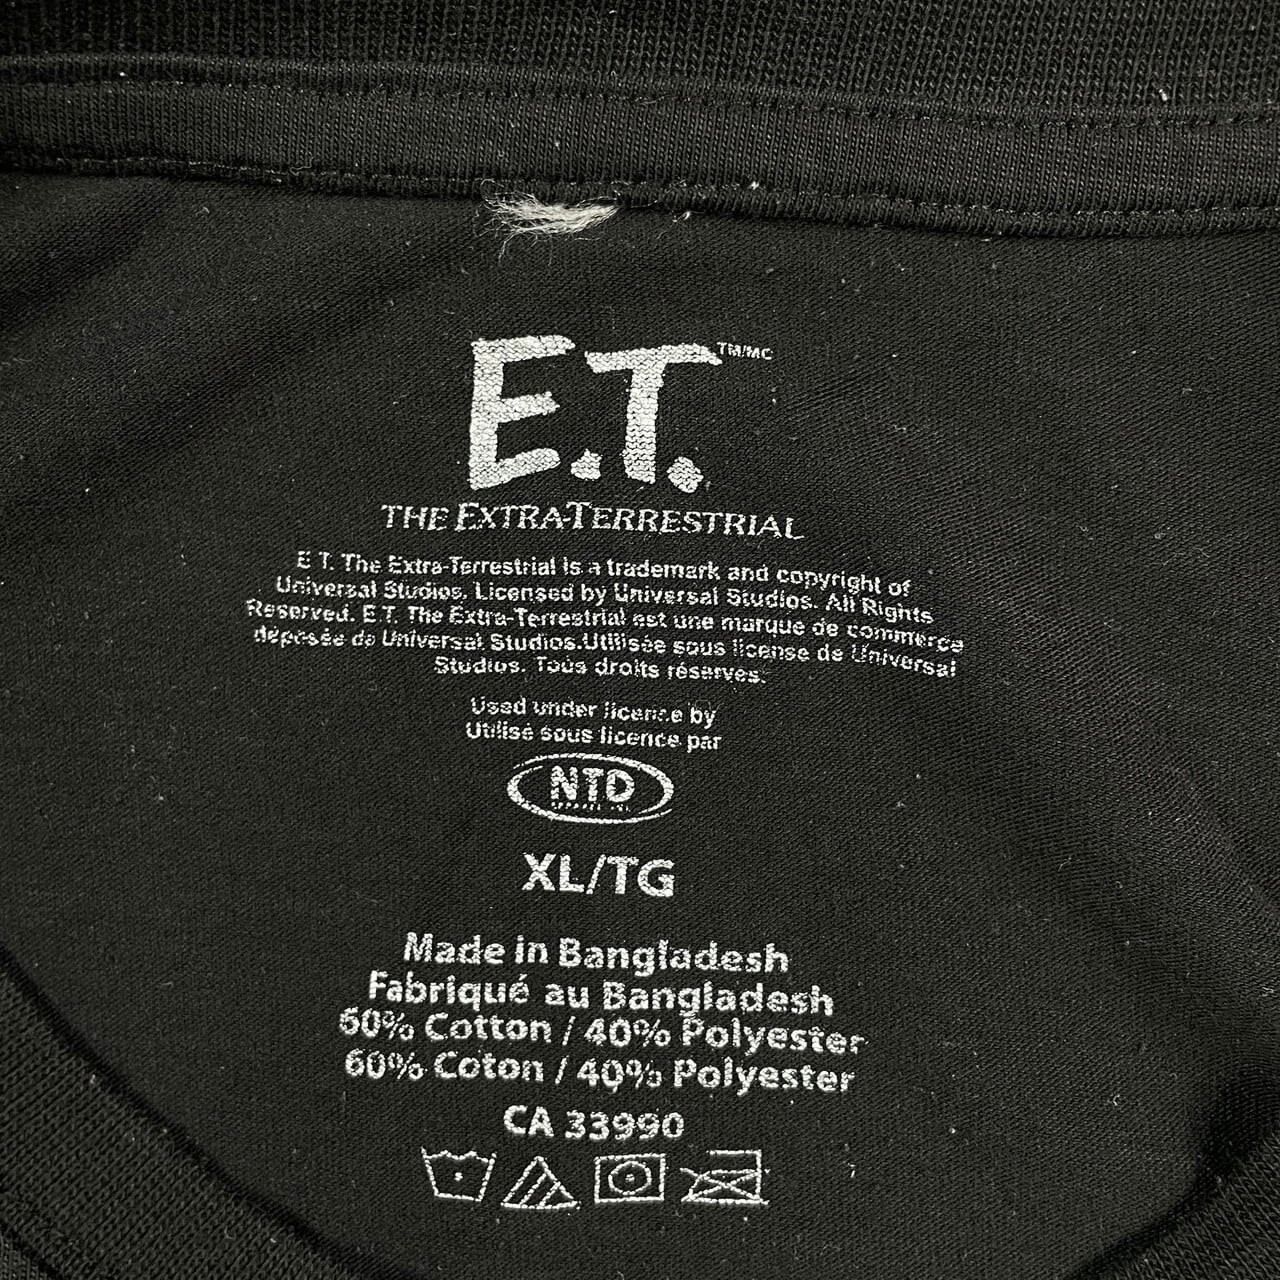 E.T.
TM/MC
THE EXTRA-TERRESTRIAL
E.T. The Extra-Terrestrial is a trademark and copyright of
Universal Studios. Licensed by Universal Studios. All Rights
Reserved. E.T. The Extra-Terrestrial est une marque de commerce
déposée de Universal Studios.Utilisée sous license de Universal
Studios. Tous droits réservés.
Used under licence by
Utilisé sous licence par
NTD
APPAREL INC.
XL/TG
Made in Bangladesh
Fabriqué au Bangladesh
60% Cotton / 40% Polyester
60% Coton / 40% Polyester
CA 33990